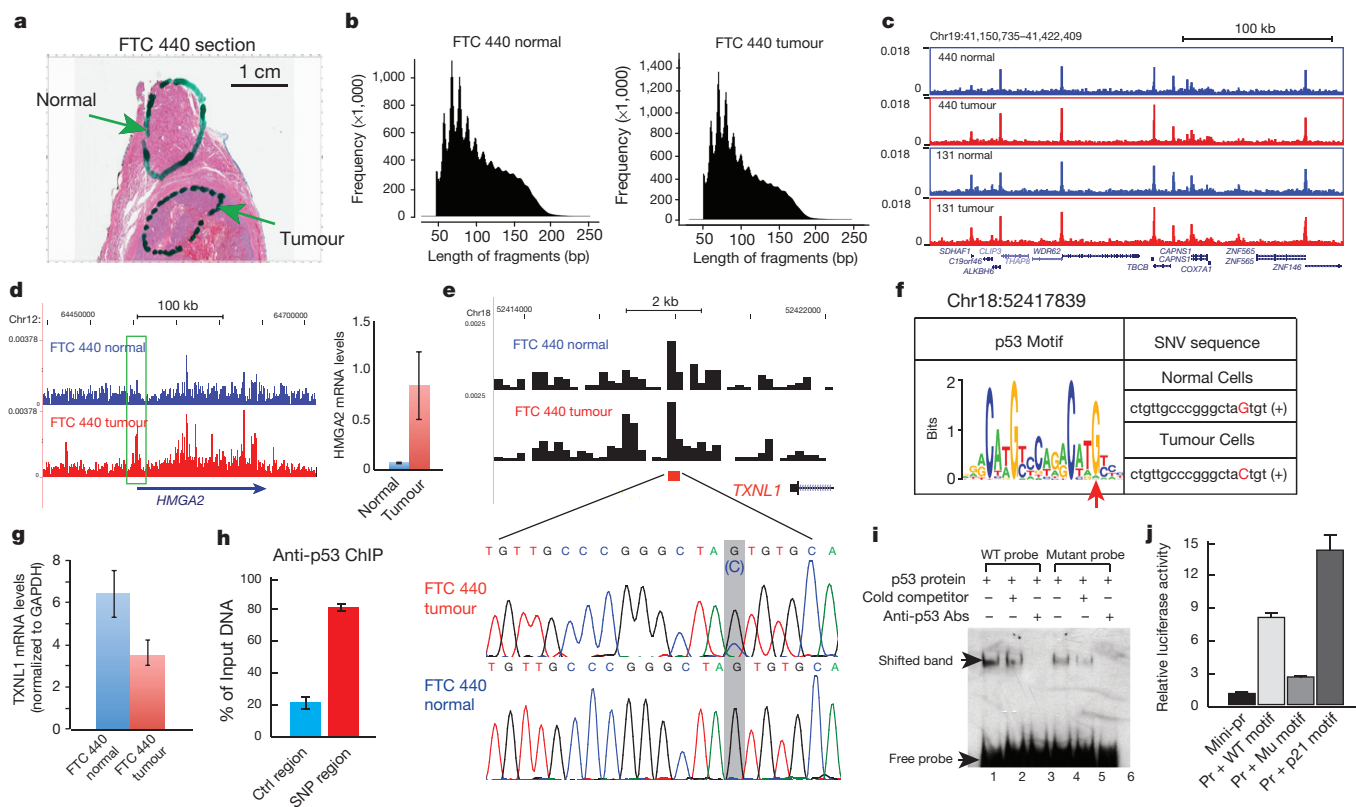 a
FTC 440 section
1 cm
Normal
Tumour
b
FTC 440 normal
Frequency (×1,000)
1,000
800
600
400
200
0
50 100 150 200 250
Length of fragments (bp)
FTC 440 tumour
Frequency (×1,000)
1,400
1,200
1,000
800
600
400
200
0
50 100 150 200 250
Length of fragments (bp)
c
Chr19:41,150,735–41,422,409
100 kb
0.018
440 normal
0
0.018
440 tumour
0
0.018
131 normal
0
0.018
131 tumour
0
SDHAF1 CLIP3 WDR62 CAPNS1 ZNF565
C19orf46 THAP8 CAPNS1 ZNF565
ALKBH6 TBCB COX7A1 ZNF146
d
100 kb
Chr12: 64450000 64700000
0.00378
FTC 440 normal
0
0.00378
FTC 440 tumour
0
HMGA2
HMGA2 mRNA levels
1.5
1.0
0.5
0
Normal
Tumour
e
2 kb
Chr18 52414000 52422000
0.0025
FTC 440 normal
0.0025
FTC 440 tumour
TXNL1
T G T T G C C C G G G C T A G T G T G C A
(C)
FTC 440
tumour
T G T T G C C C G G G C T A G T G T G C A
FTC 440
normal
f
Chr18:52417839
p53 Motif
SNV sequence
Bits
2
1
0
Normal Cells
ctgttgcccgggctaGtgt (+)
Tumour Cells
ctgttgcccgggctaCtgt (+)
g
TXNL1 mRNA levels
(normalized to GAPDH)
8
6
4
2
0
FTC 440
normal
FTC 440
tumour
h
Anti-p53 ChIP
% of Input DNA
100
80
60
40
20
0
Ctrl region
SNP region
i
WT probe Mutant probe
p53 protein + + + + + +
Cold competitor – + – – + –
Anti-p53 Abs – – + – – +
Shifted band
Free probe
1 2 3 4 5 6
j
Relative luciferase activity
15
12
9
6
3
0
Mini-pr
Pr + WT motif
Pr + Mu motif
Pr + p21 motif